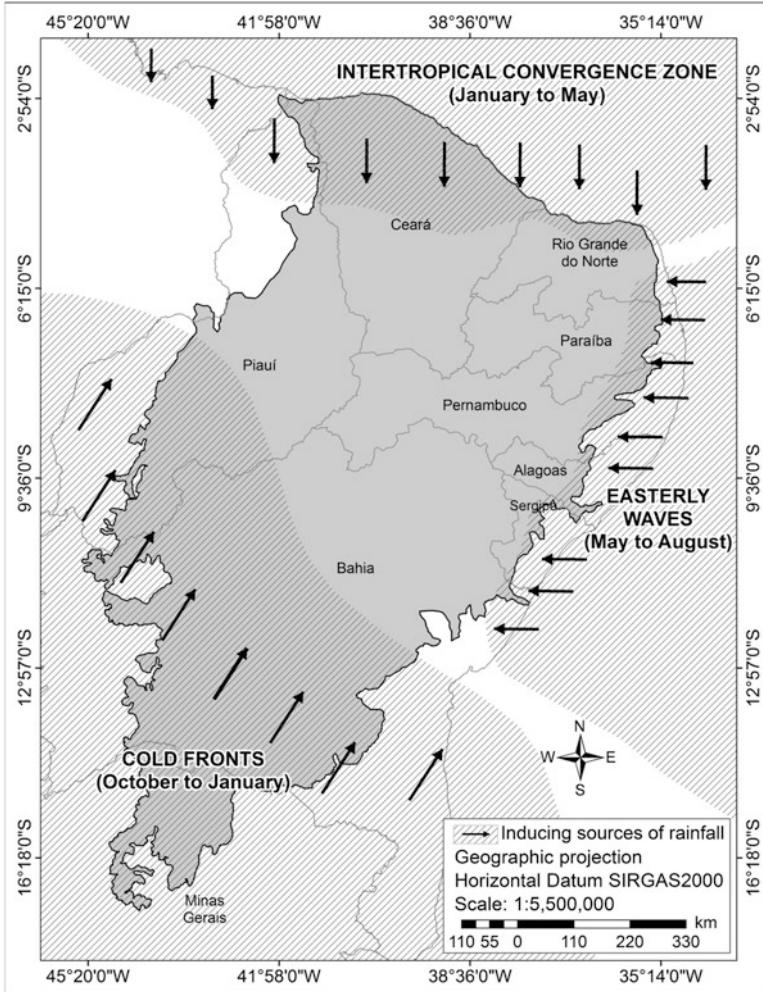 45°20'0"W 41°58'0"W 38°36'0"W 35°14'0"W
INTERTROPICAL CONVERGENCE ZONE
(January to May)
2°54'0"S 2°54'0"S
Ceará
Rio Grande
do Norte
6°15'0"S 6°15'0"S
Paraíba
Piauí
Pernambuco
Alagoas
9°36'0"S 9°36'0"S
Sergipe
EASTERLY
WAVES
(May to August)
Bahia
12°57'0"S 12°57'0"S
COLD FRONTS
(October to January)
N
W E
S
Inducing sources of rainfall
Geographic projection
Horizontal Datum SIRGAS2000
Scale: 1:5,500,000
km
110 55 0 110 220 330
16°18'0"S 16°18'0"S
Minas
Gerais
45°20'0"W 41°58'0"W 38°36'0"W 35°14'0"W